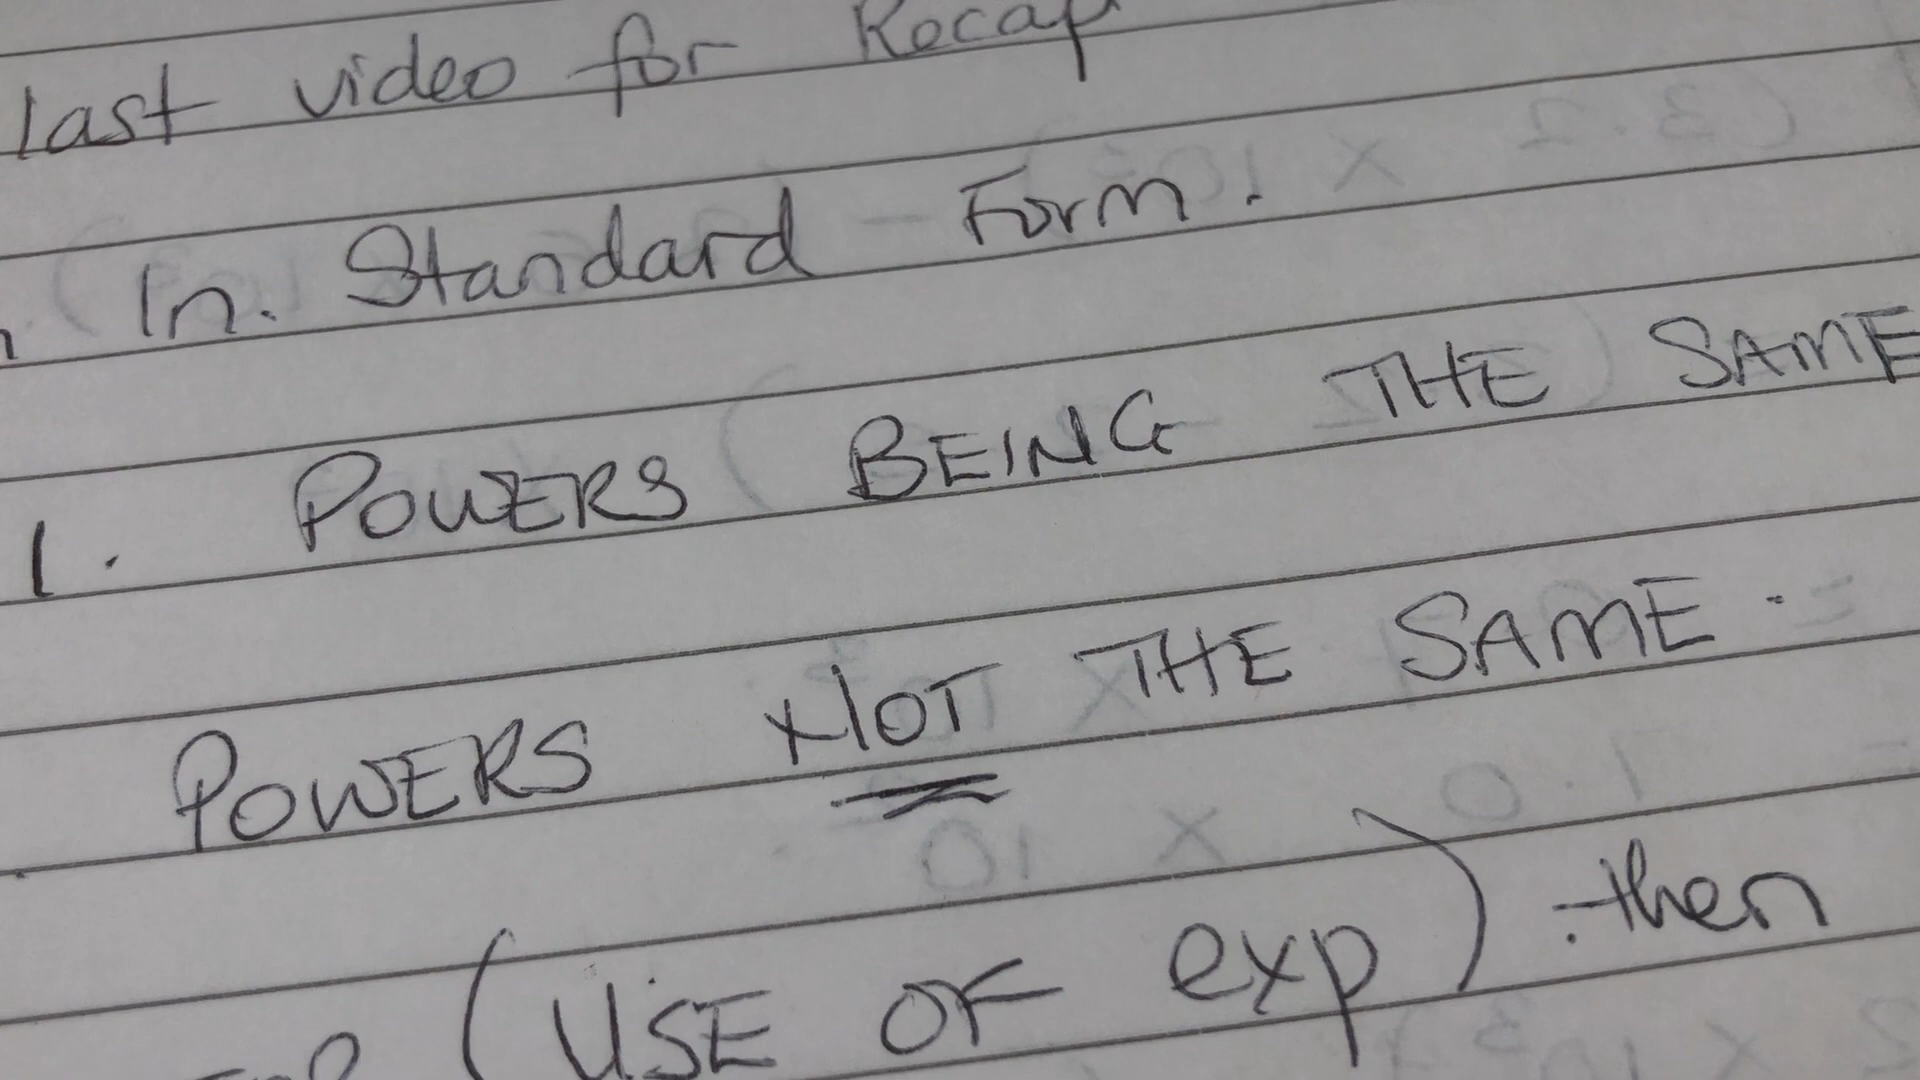 last video for Recap
In. Standard Form.
1. POWERS BEING THE SAME
POWERS NOT THE SAME.
(USE OF exp) then